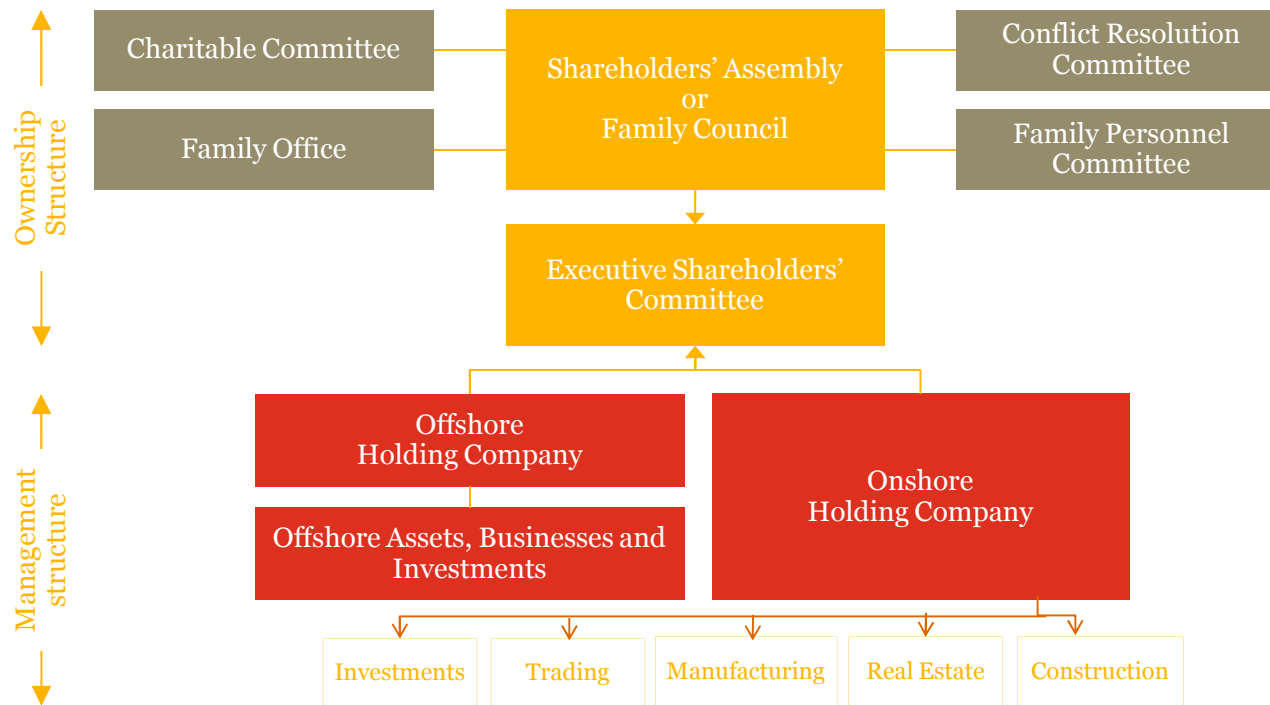 Ownership
Structure
Charitable Committee
Family Office
Shareholders’ Assembly
or
Family Council
Conflict Resolution
Committee
Family Personnel
Committee
Executive Shareholders’
Committee
Management
structure
Offshore
Holding Company
Offshore Assets, Businesses and
Investments
Onshore
Holding Company
Investments
Trading
Manufacturing
Real Estate
Construction